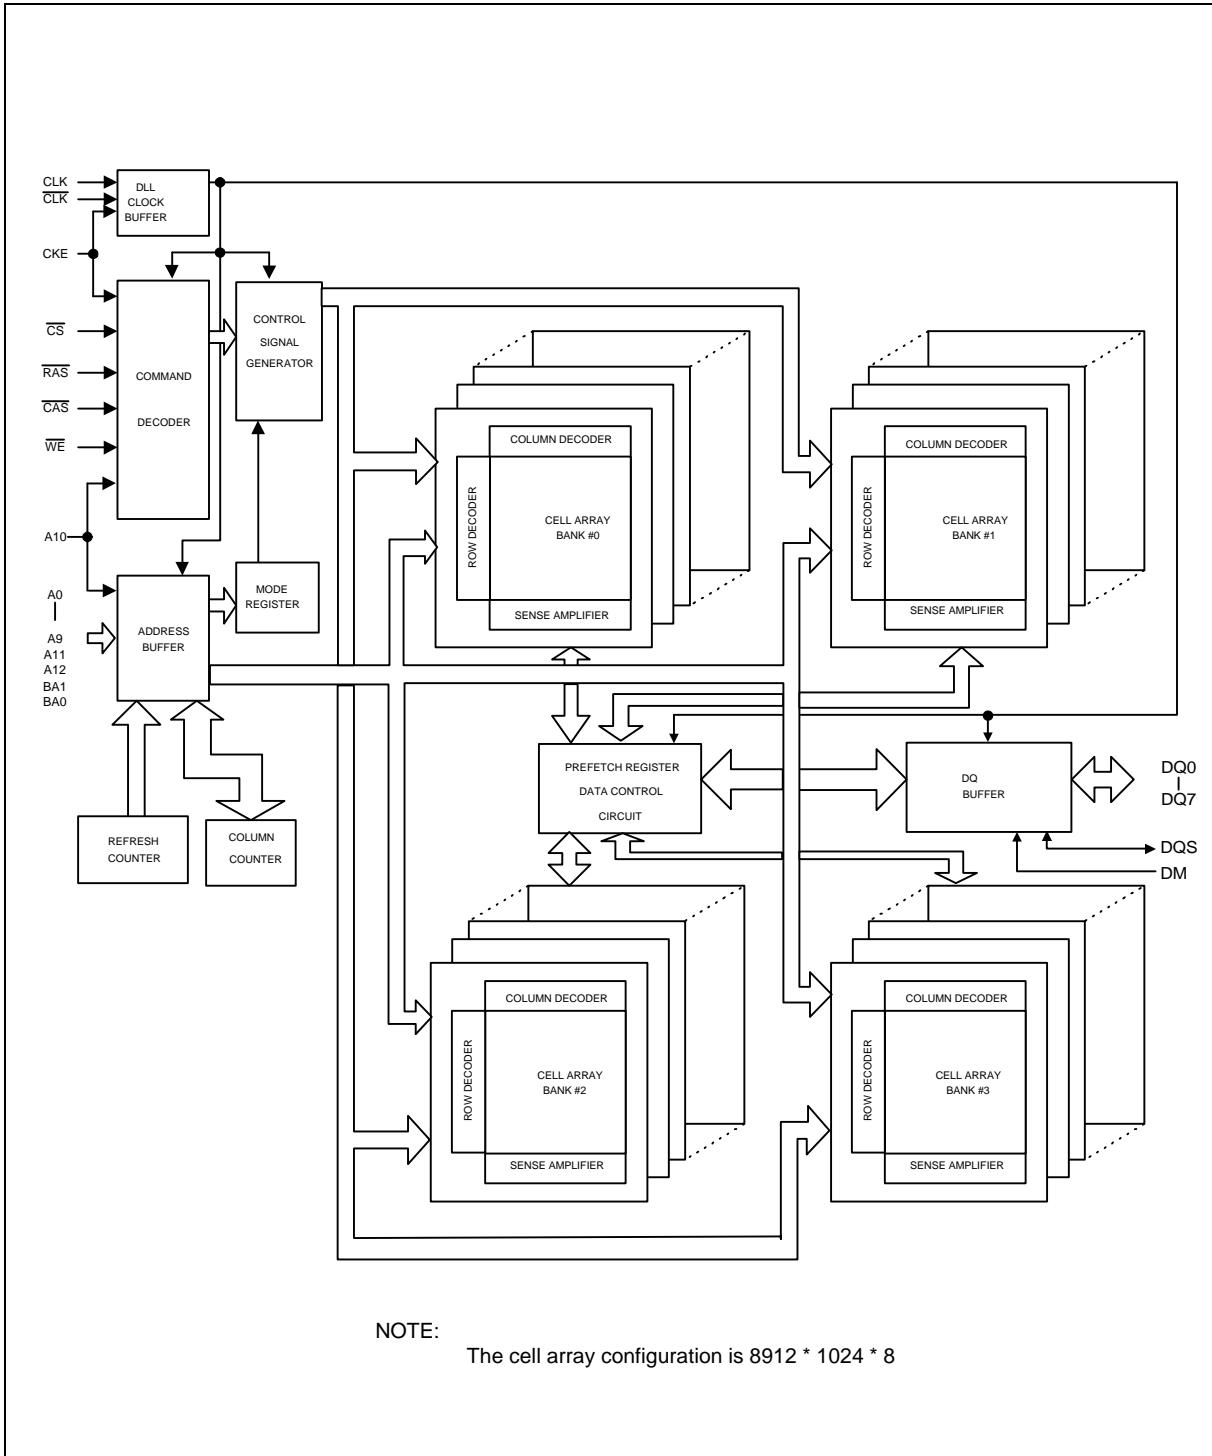 CLK
CLK
CKE
CS
RAS
CAS
WE
A10
A0
A9
A11
A12
BA1
BA0
DLL
CLOCK
BUFFER
COMMAND
DECODER
CONTROL
SIGNAL
GENERATOR
ADDRESS
BUFFER
MODE
REGISTER
REFRESH
COUNTER
COLUMN
COUNTER
COLUMN DECODER
ROW DECODER
CELL ARRAY
BANK #0
SENSE AMPLIFIER
COLUMN DECODER
ROW DECODER
CELL ARRAY
BANK #1
SENSE AMPLIFIER
PREFETCH REGISTER
DATA CONTROL
CIRCUIT
DQ
BUFFER
DQ0
DQ7
DQS
DM
COLUMN DECODER
ROW DECODER
CELL ARRAY
BANK #2
SENSE AMPLIFIER
COLUMN DECODER
ROW DECODER
CELL ARRAY
BANK #3
SENSE AMPLIFIER
NOTE:
The cell array configuration is 8912 * 1024 * 8